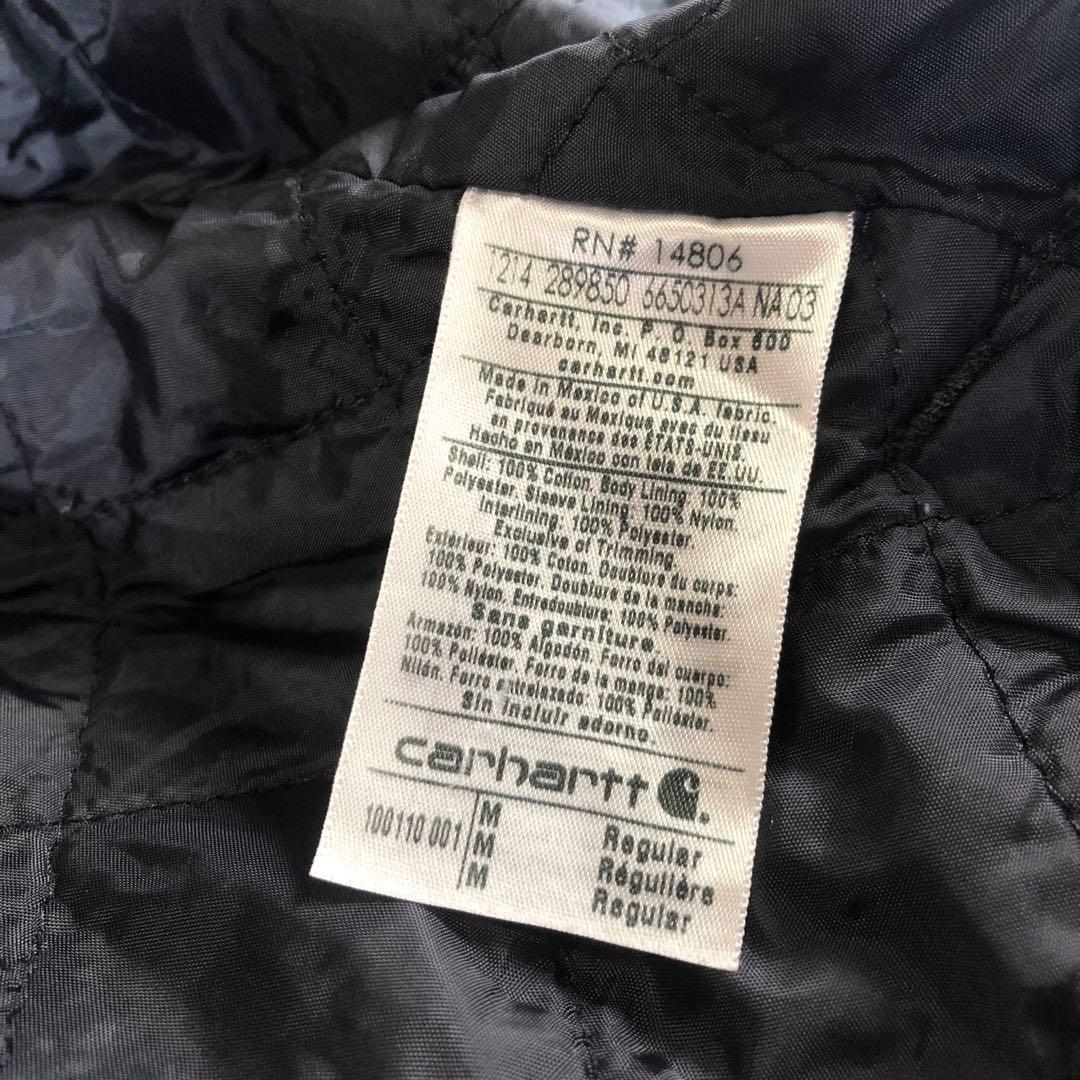 RN# 14806
1214 289850 6650313A NA 03
Carhartt, Inc. P. O. Box 600
Dearborn, MI 48121 USA
carhartt.com
Made in Mexico of U.S.A. fabric.
Fabriqué au Mexique avec du tissu
en provenance des ÉTATS-UNIS
Hecho en México con tela de EE.UU.
Shell: 100% Cotton, Body Lining: 100%
Polyester, Sleeve Lining: 100% Nylon
Interlining: 100% Polyester.
Exclusive of Trimming
Extérieur: 100% Coton. Doublure du corps:
100% Polyester. Doublure de la manche:
100% Nylon. Entredoublure: 100% Polyester.
Sans garniture.
Armazón: 100% Algodón. Forro del cuerpo:
100% Poliester. Forro de la manga: 100%
Nilón. Forro entrelazado: 100% Poliéster.
Sin incluir adorno.
carhartt
100110 001 M Regular
M Régulière
M Regular